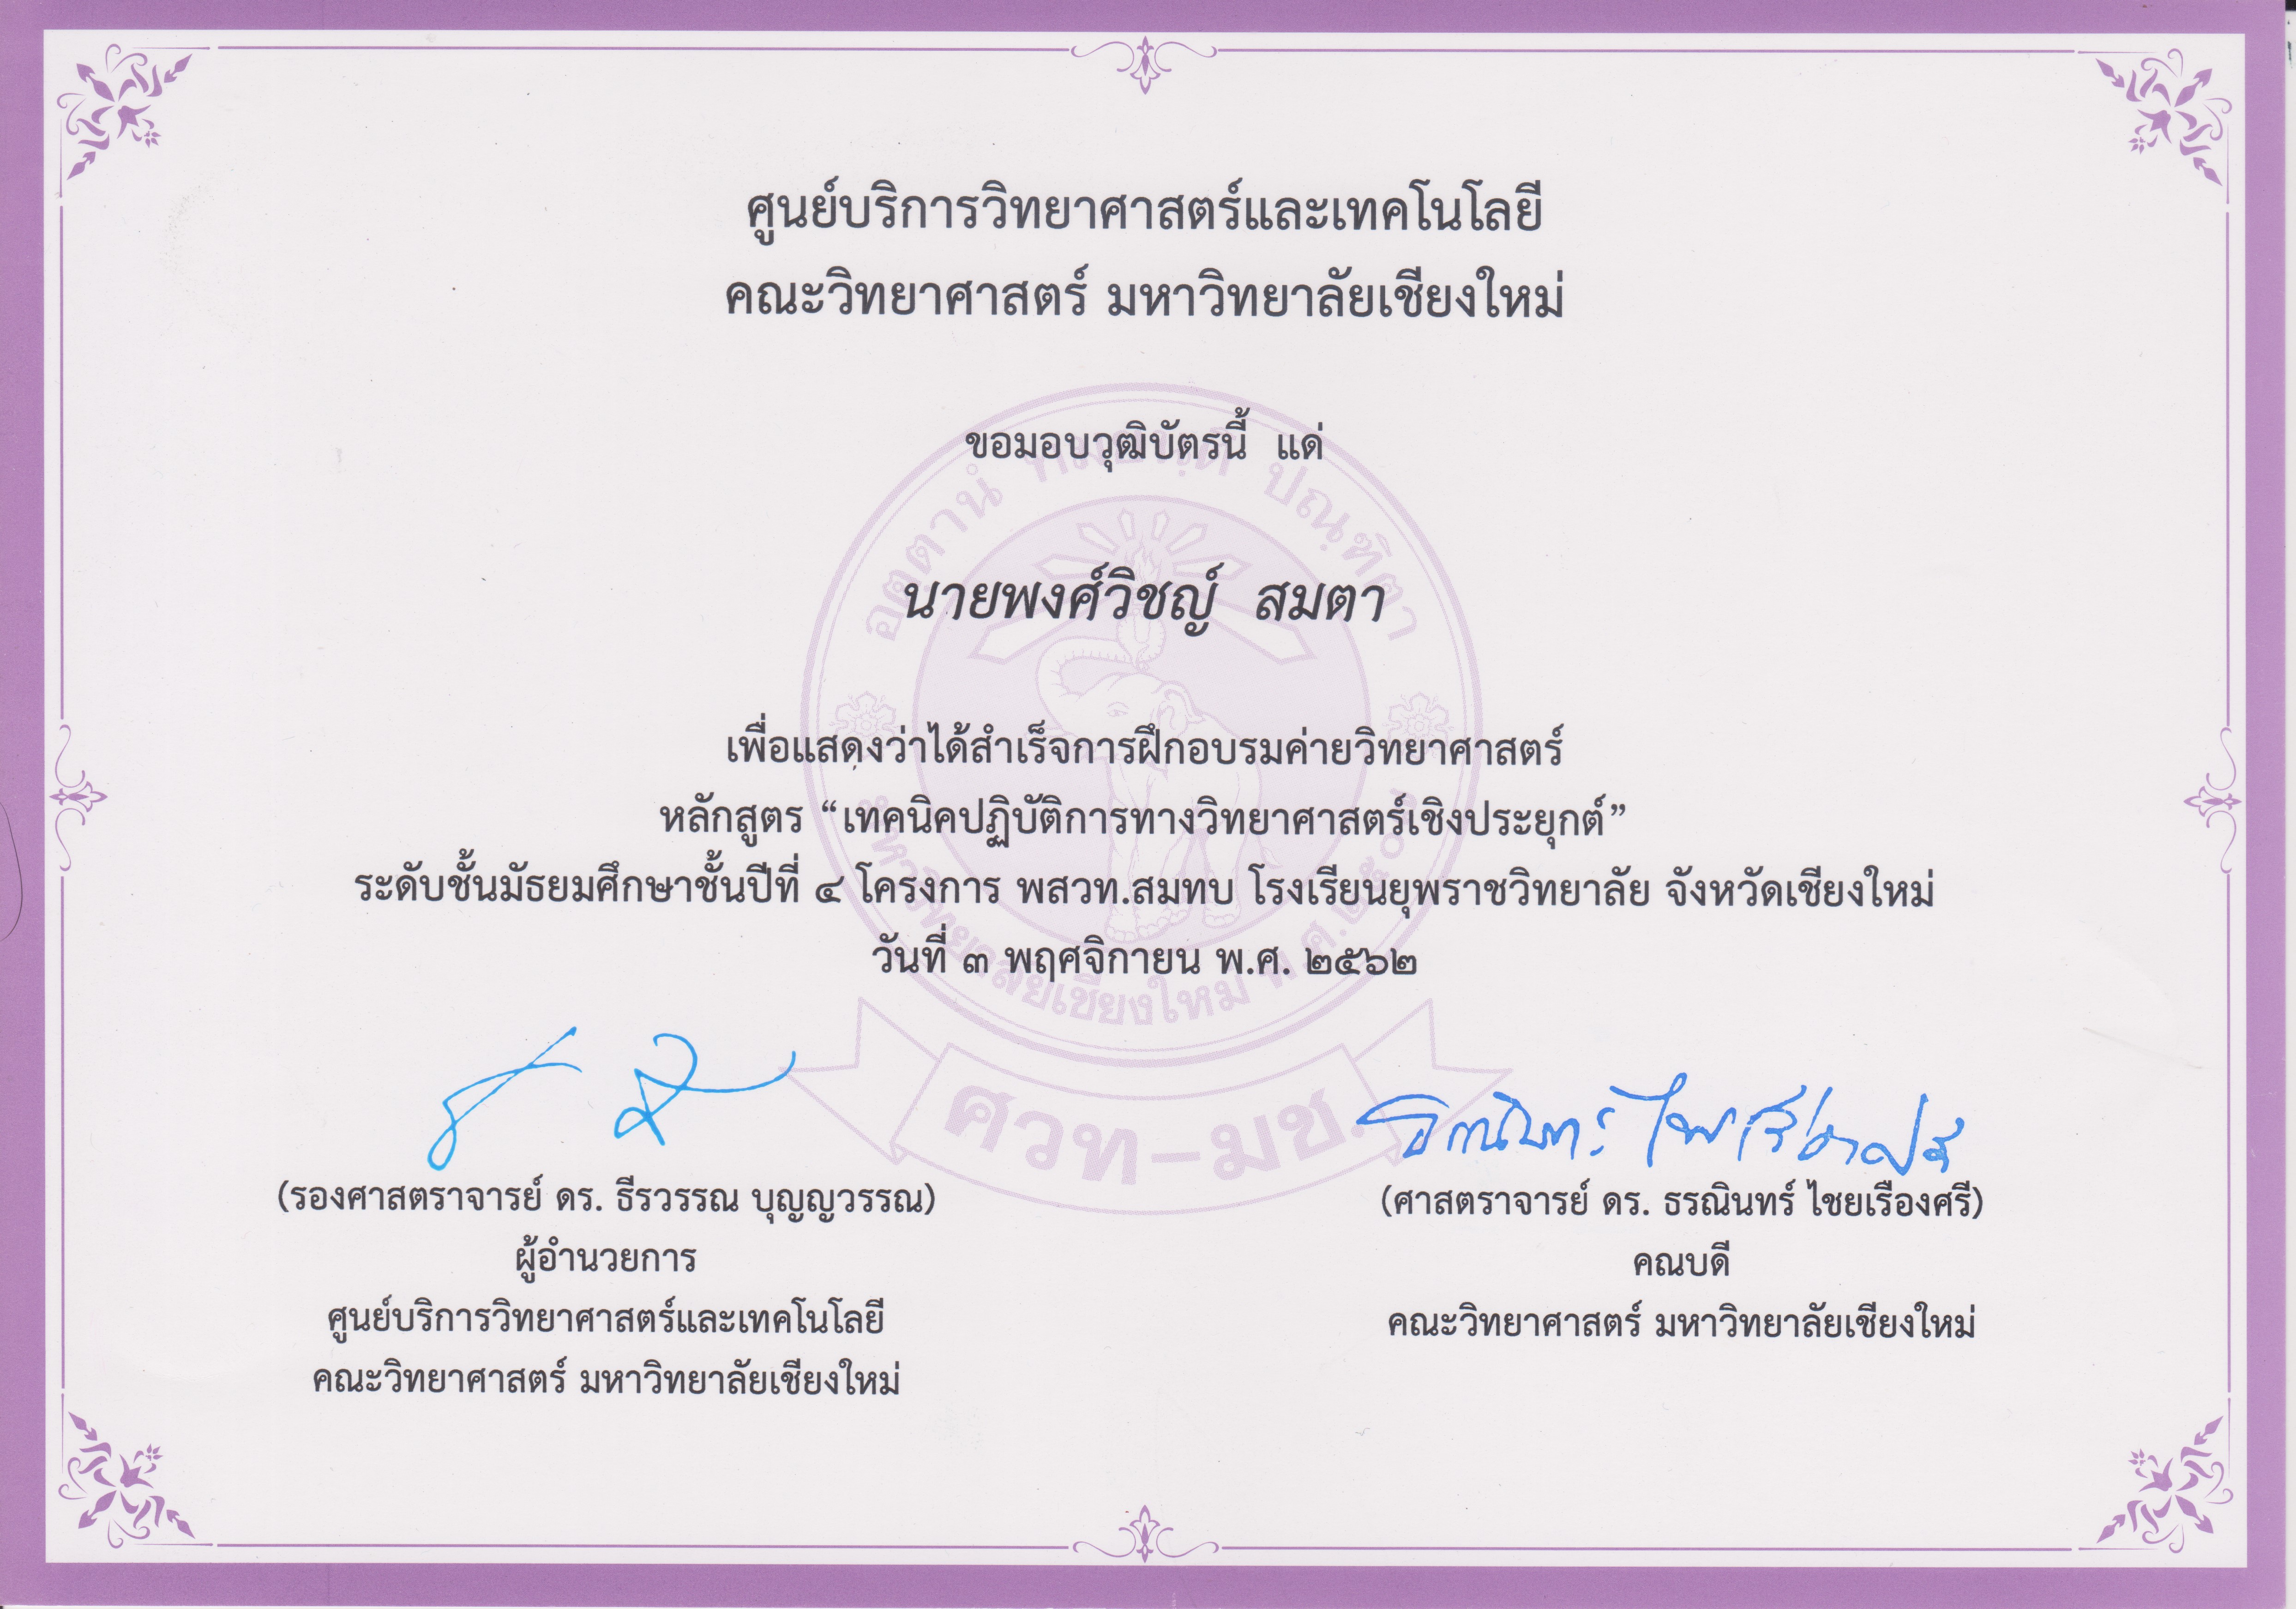 ศูนย์บริการวิทยาศาสตร์และเทคโนโลยี
คณะวิทยาศาสตร์ มหาวิทยาลัยเชียงใหม่
ขอมอบวุฒิบัตรนี้ แด่
นายพงศ์วิชญ์ สมตา
เพื่อแสดงว่าได้สำเร็จการฝึกอบรมค่ายวิทยาศาสตร์
หลักสูตร “เทคนิคปฏิบัติการทางวิทยาศาสตร์เชิงประยุกต์”
ระดับชั้นมัธยมศึกษาชั้นปีที่ ๔ โครงการ พสวท.สมทบ โรงเรียนยุพราชวิทยาลัย จังหวัดเชียงใหม่
วันที่ ๓ พฤศจิกายน พ.ศ. ๒๕๖๒
ศวท-มช.
(รองศาสตราจารย์ ดร. ธีรวรรณ บุญญวรรณ)
ผู้อำนวยการ
ศูนย์บริการวิทยาศาสตร์และเทคโนโลยี
คณะวิทยาศาสตร์ มหาวิทยาลัยเชียงใหม่
(ศาสตราจารย์ ดร. ธรณินทร์ ไชยเรืองศรี)
คณบดี
คณะวิทยาศาสตร์ มหาวิทยาลัยเชียงใหม่